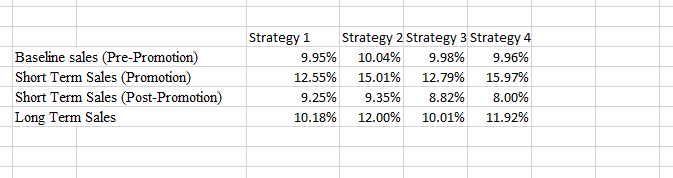 Strategy 1 Strategy 2 Strategy 3 Strategy 4
Baseline sales (Pre-Promotion) 9.95% 10.04% 9.98% 9.96%
Short Term Sales (Promotion) 12.55% 15.01% 12.79% 15.97%
Short Term Sales (Post-Promotion) 9.25% 9.35% 8.82% 8.00%
Long Term Sales 10.18% 12.00% 10.01% 11.92%